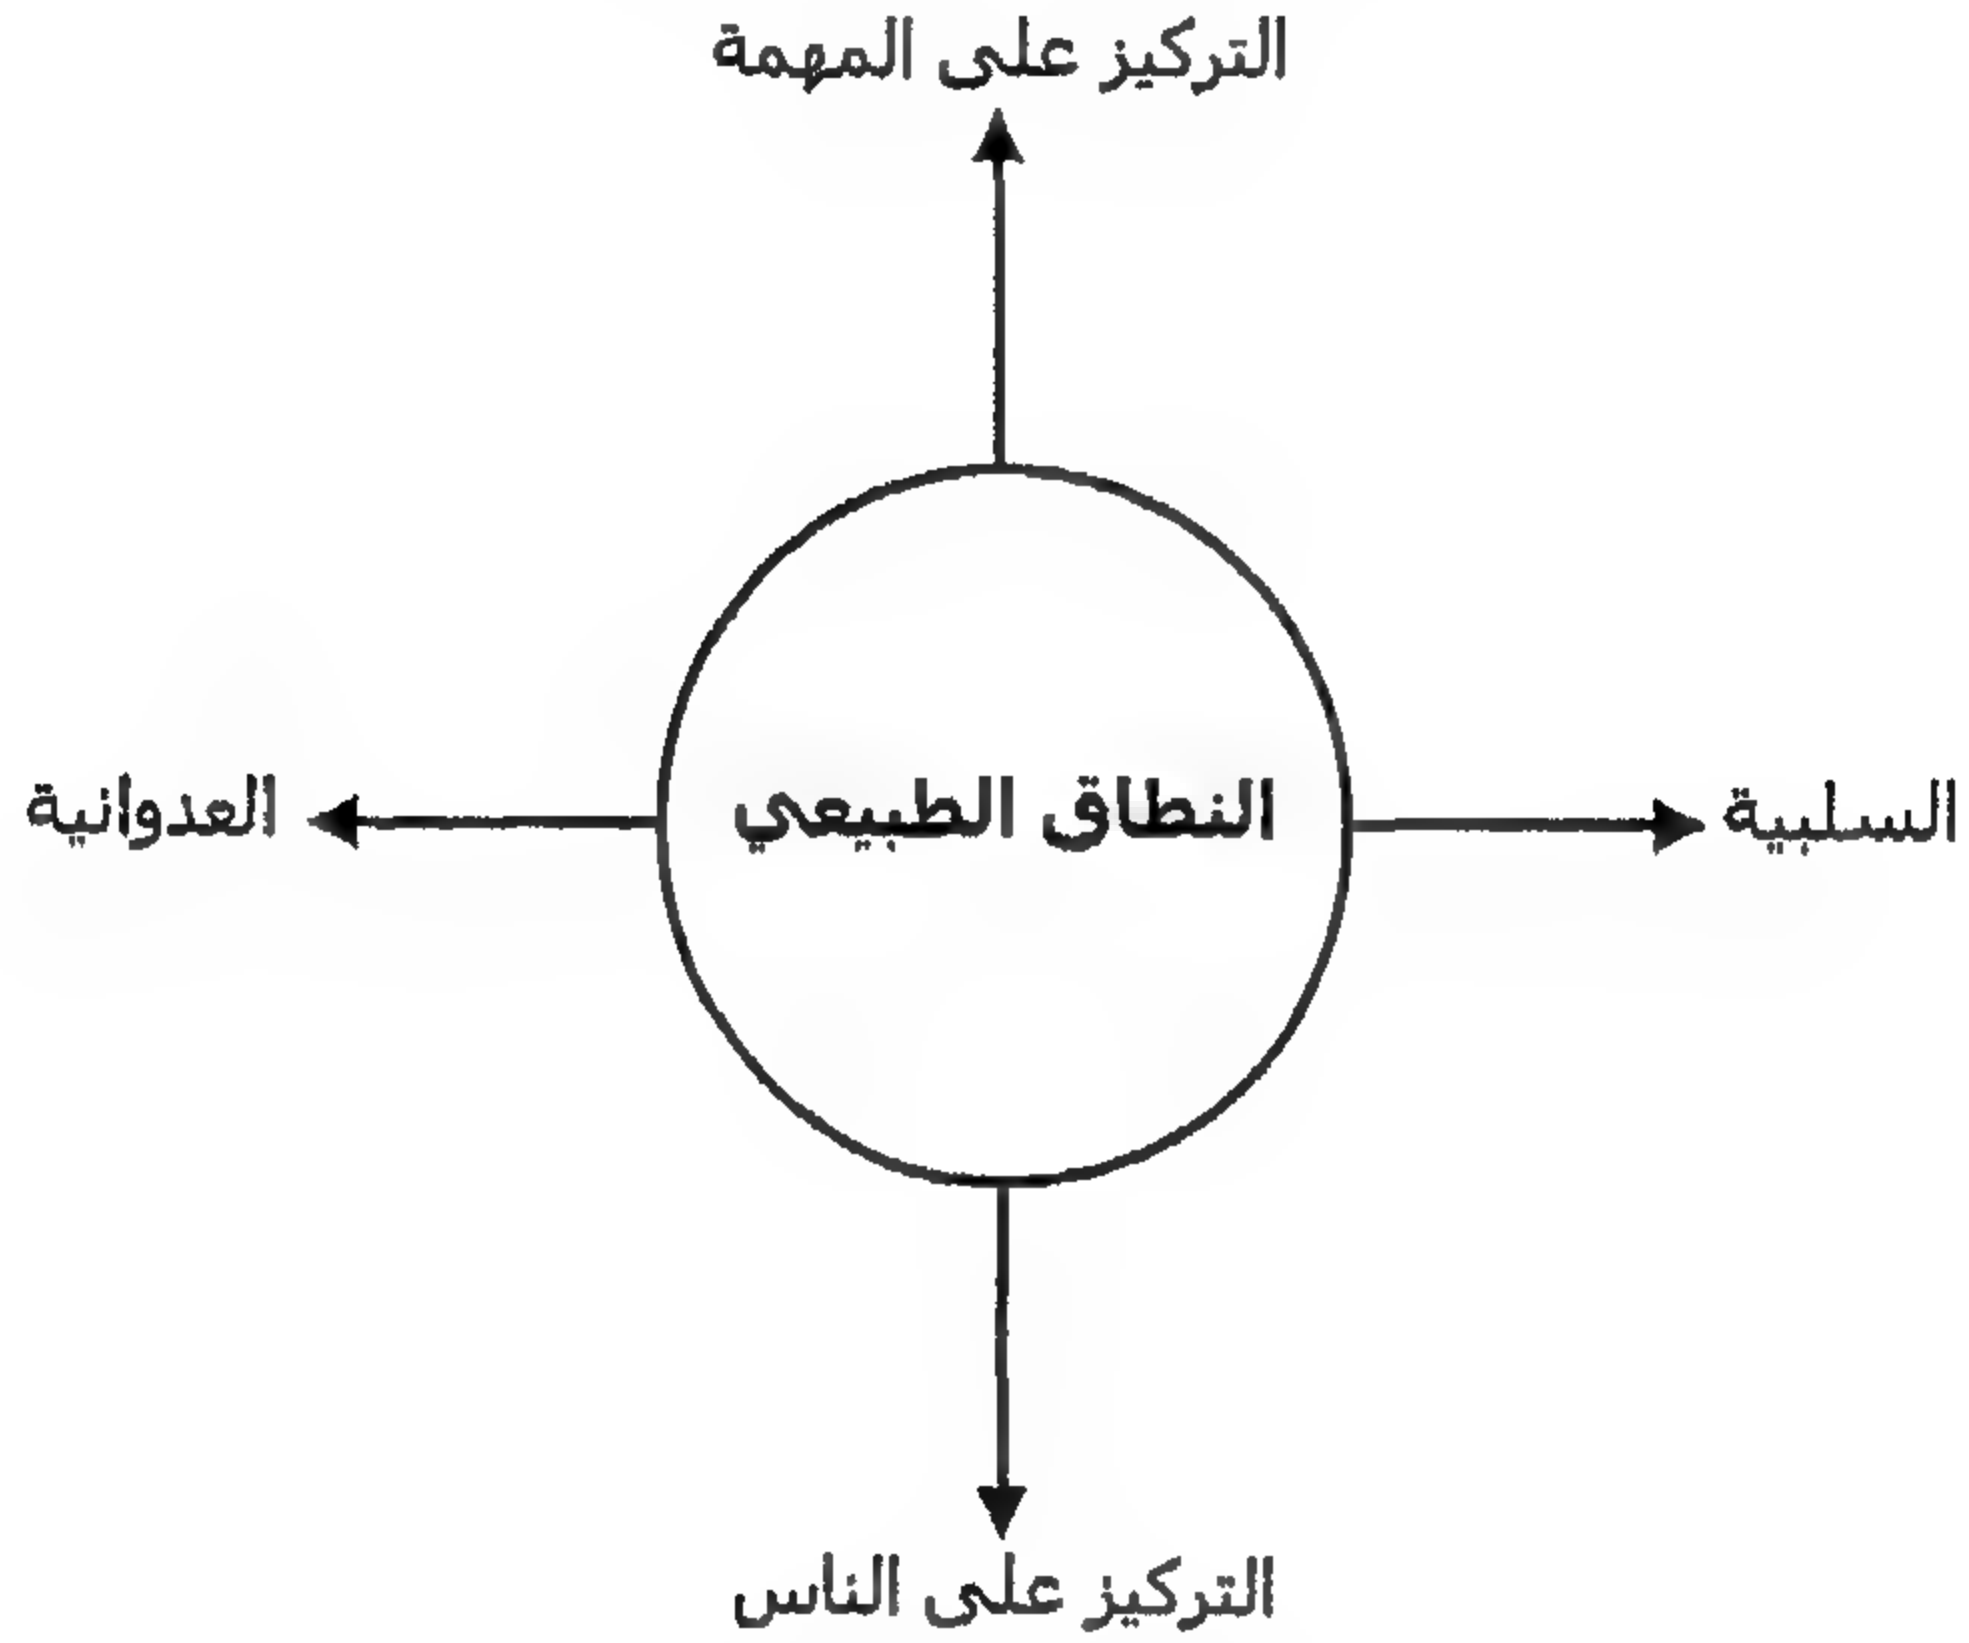 التركيز على المهمة
السلبية
النطاق الطبيعي
العدوانية
التركيز على الناس